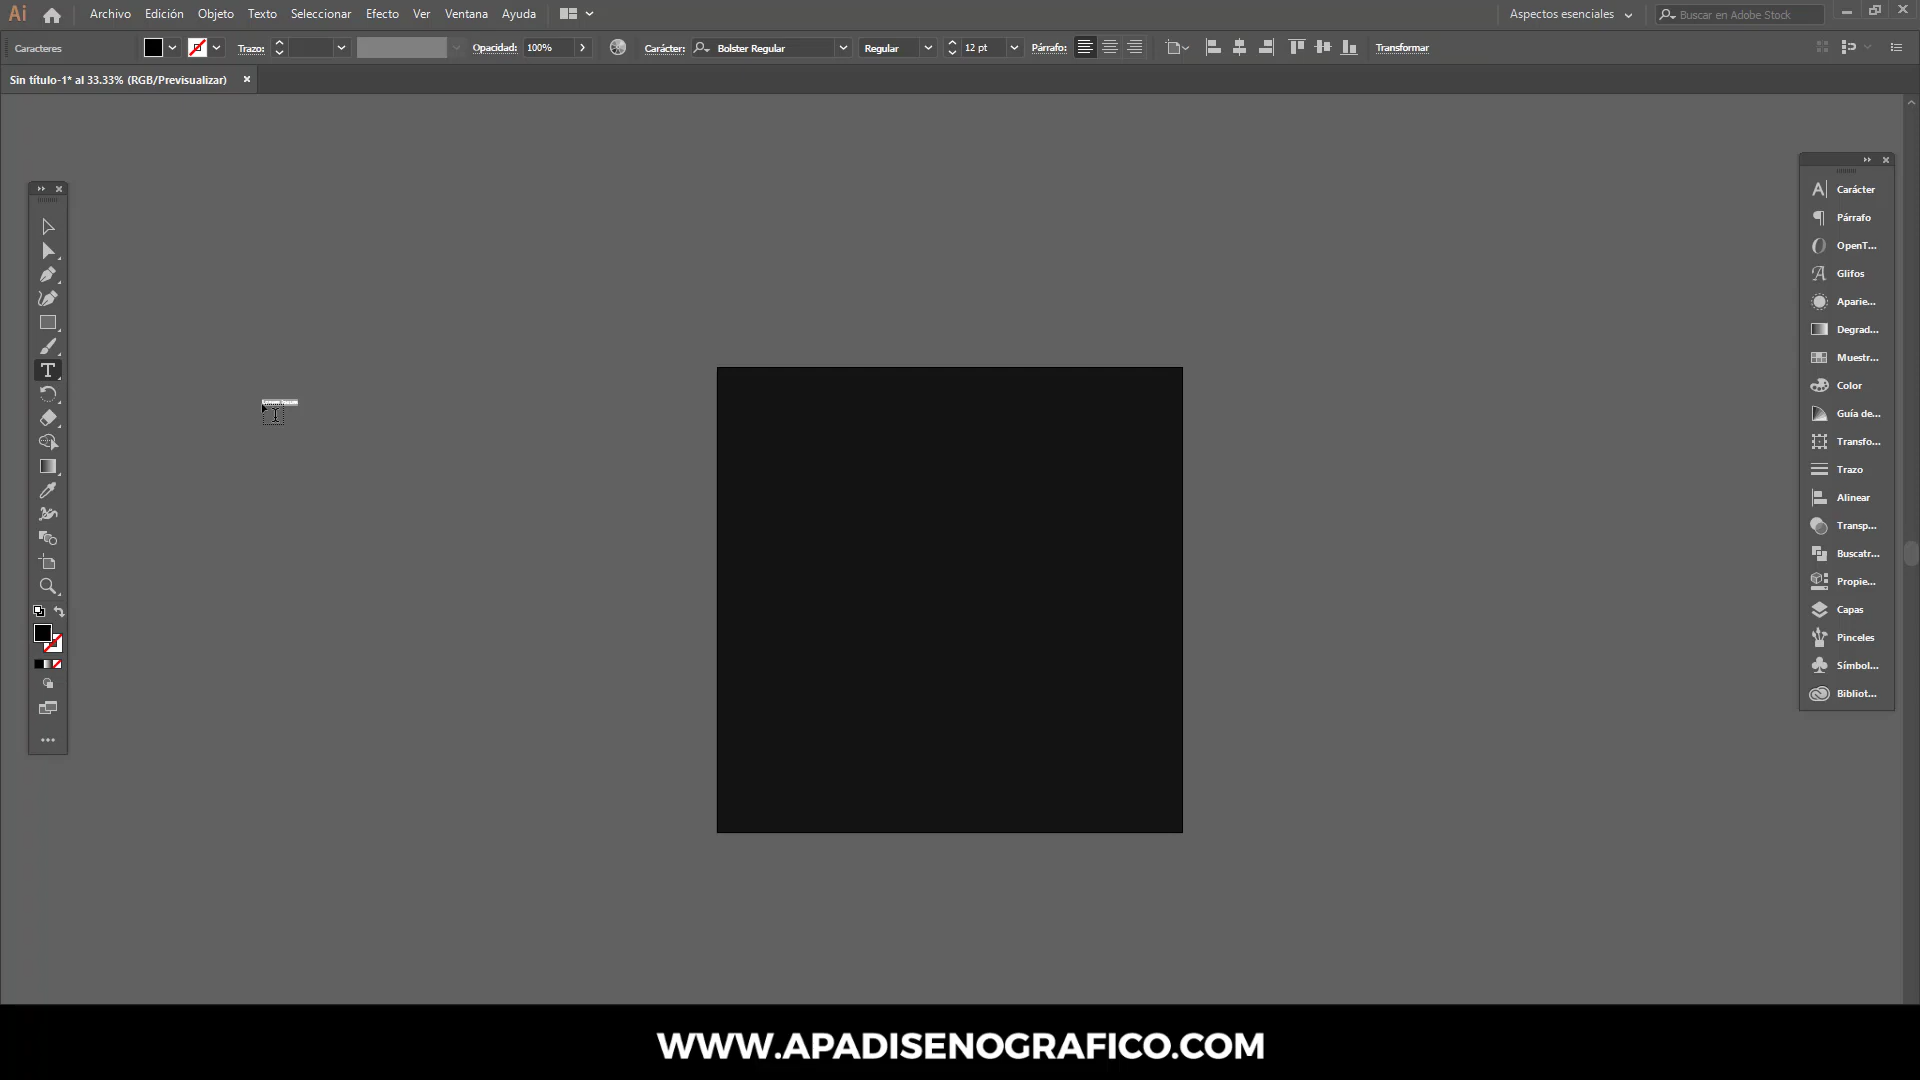 Ai Archivo Edición Objeto Texto Seleccionar Efecto Ver Ventana Ayuda Aspectos esenciales Buscar en Adobe Stock
Caracteres Trazo: Opacidad: 100% Carácter: Bolster Regular Regular 12 pt Párrafo: Transformar
Sin título-1* al 33.33% (RGB/Previsualizar)
Carácter
Párrafo
OpenT...
Glifos
Aparie...
Degrad...
Muestr...
Color
Guía de...
Transfo...
Trazo
Alinear
Transp...
Buscatr...
Propie...
Capas
Pinceles
Símbol...
Bibliot...
WWW.APADISENOGRAFICO.COM